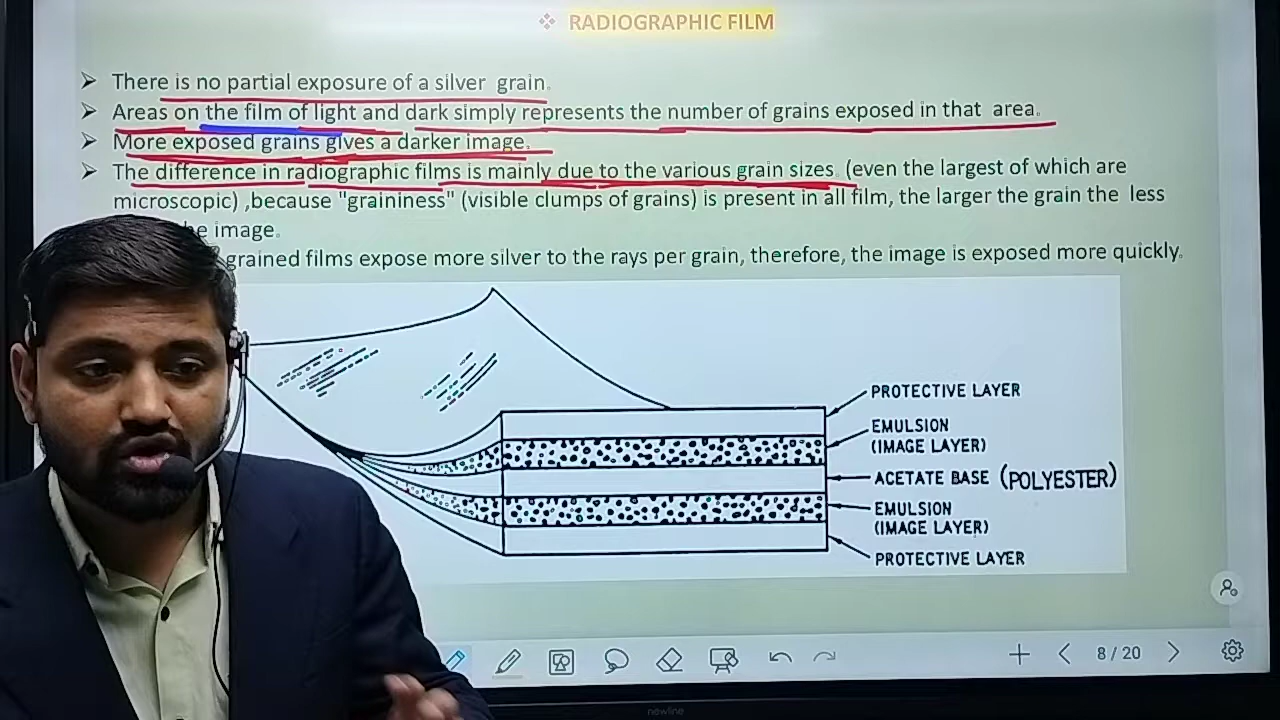 ❖ RADIOGRAPHIC FILM
➢ There is no partial exposure of a silver grain.
➢ Areas on the film of light and dark simply represents the number of grains exposed in that area.
➢ More exposed grains gives a darker image.
➢ The difference in radiographic films is mainly due to the various grain sizes (even the largest of which are
microscopic) ,because "graininess" (visible clumps of grains) is present in all film, the larger the grain the less
image.
grained films expose more silver to the rays per grain, therefore, the image is exposed more quickly.
PROTECTIVE LAYER
EMULSION
(IMAGE LAYER)
ACETATE BASE (POLYESTER)
EMULSION
(IMAGE LAYER)
PROTECTIVE LAYER
8 / 20
newline